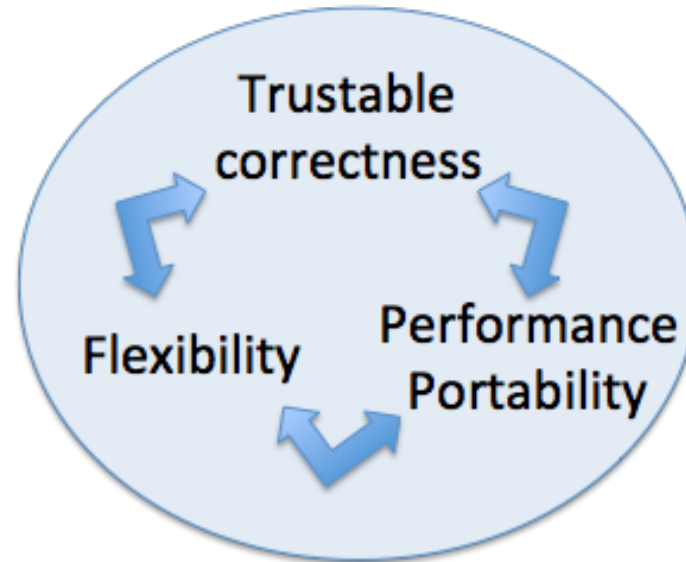 Trustable
correctness
Flexibility
Performance
Portability